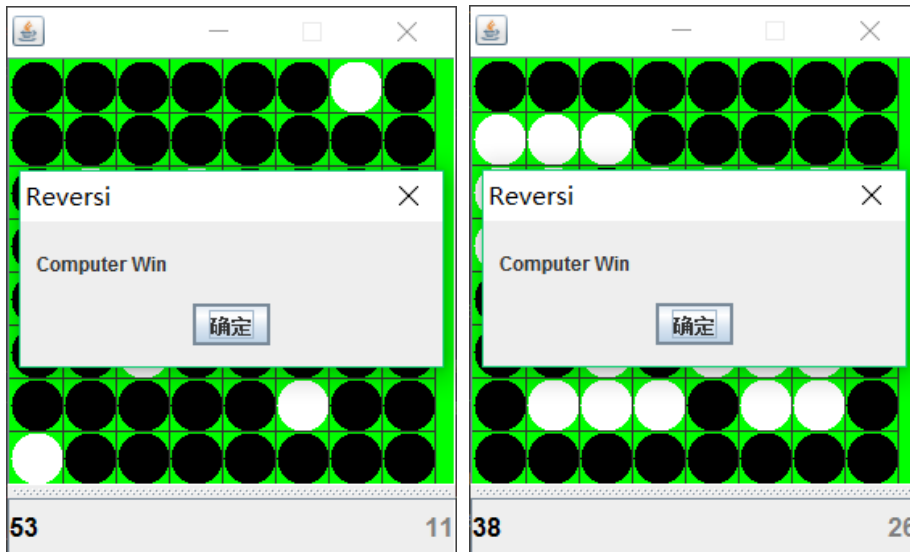 Reversi
Computer Win
确定
53 11
Reversi
Computer Win
确定
38 26